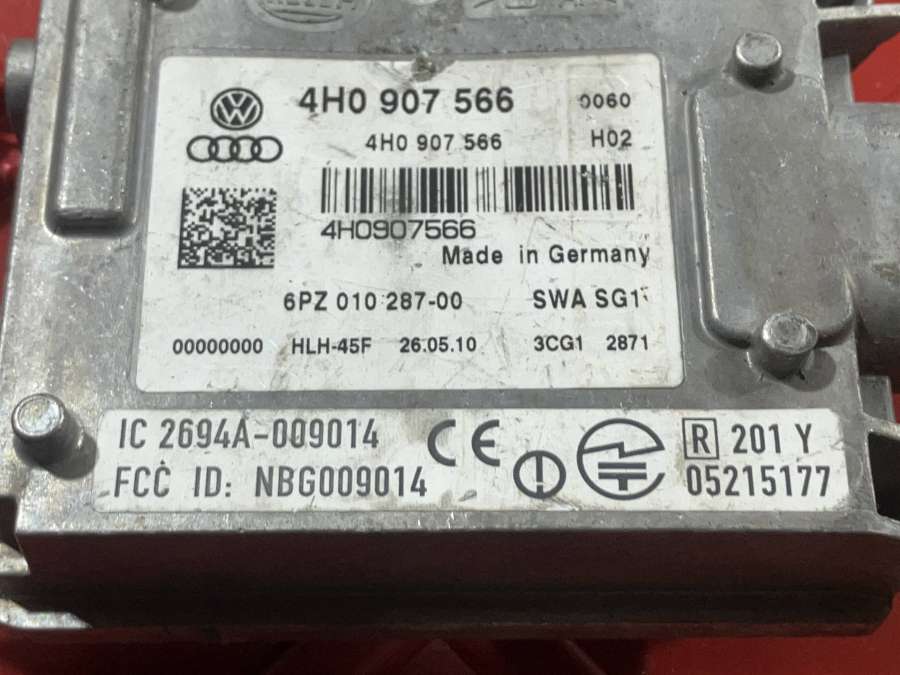 4H0 907 566 0060
4H0 907 566 H02
4H0907566
Made in Germany
6PZ 010 287-00 SWA SG1
00000000 HLH-45F 26.05.10 3CG1 2871
IC 2694A-009014
FCC ID: NBG009014
CE
R 201 Y
05215177